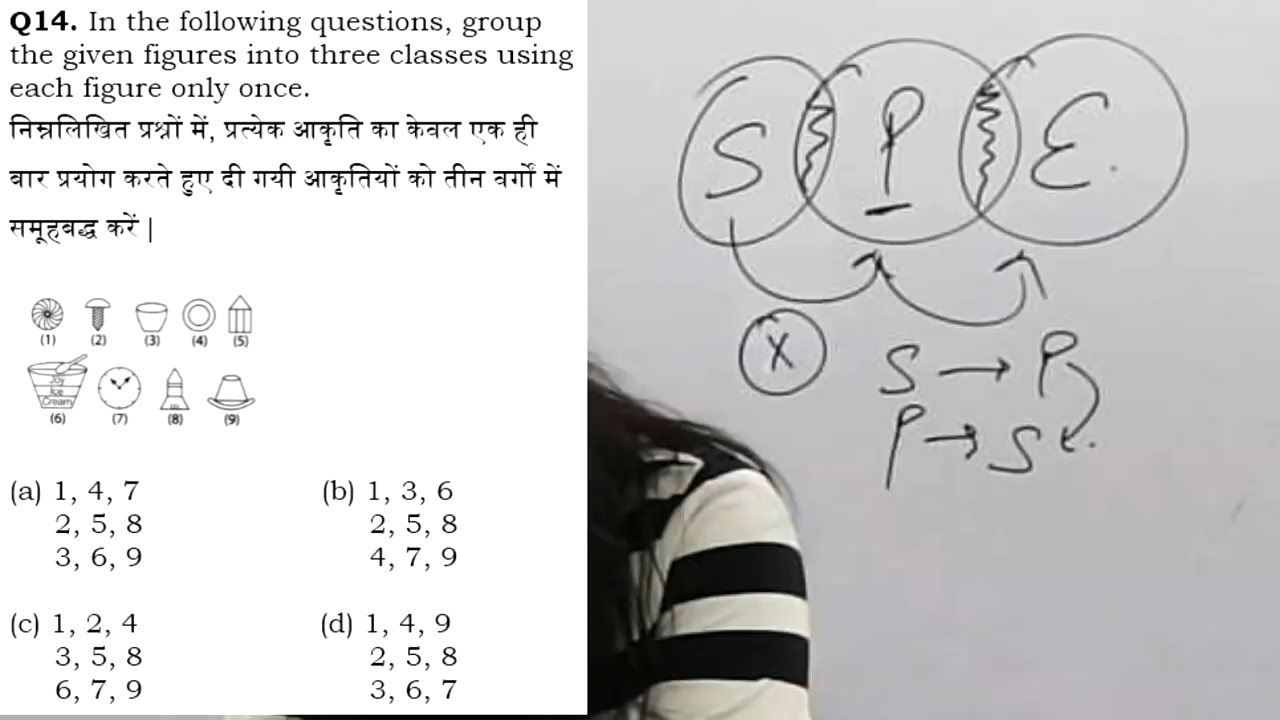 Q14. In the following questions, group
the given figures into three classes using
each figure only once.
निम्नलिखित प्रश्नों में, प्रत्येक आकृति का केवल एक ही
बार प्रयोग करते हुए दी गयी आकृतियों को तीन वर्गों में
समूहबद्ध करें |
(1) (2) (3) (4) (5)
Joy
Ice
Cream
(6) (7) (8) (9)
(a) 1, 4, 7
2, 5, 8
3, 6, 9
(b) 1, 3, 6
2, 5, 8
4, 7, 9
(c) 1, 2, 4
3, 5, 8
6, 7, 9
(d) 1, 4, 9
2, 5, 8
3, 6, 7
S P E
X
S → P
P → S